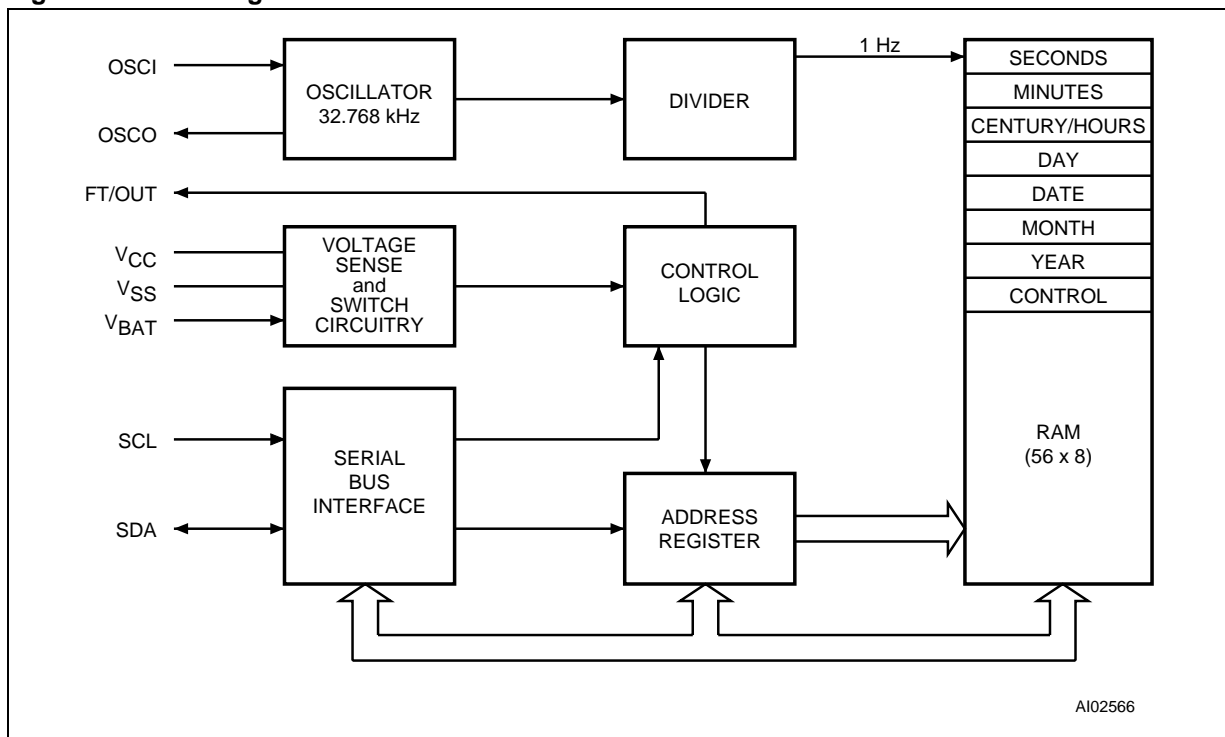 OSCI
OSCO
FT/OUT
VCC
VSS
VBAT
SCL
SDA
OSCILLATOR
32.768 kHz
DIVIDER
1 Hz
VOLTAGE
SENSE
and
SWITCH
CIRCUITRY
CONTROL
LOGIC
SERIAL
BUS
INTERFACE
ADDRESS
REGISTER
SECONDS
MINUTES
CENTURY/HOURS
DAY
DATE
MONTH
YEAR
CONTROL
RAM
(56 x 8)
AI02566